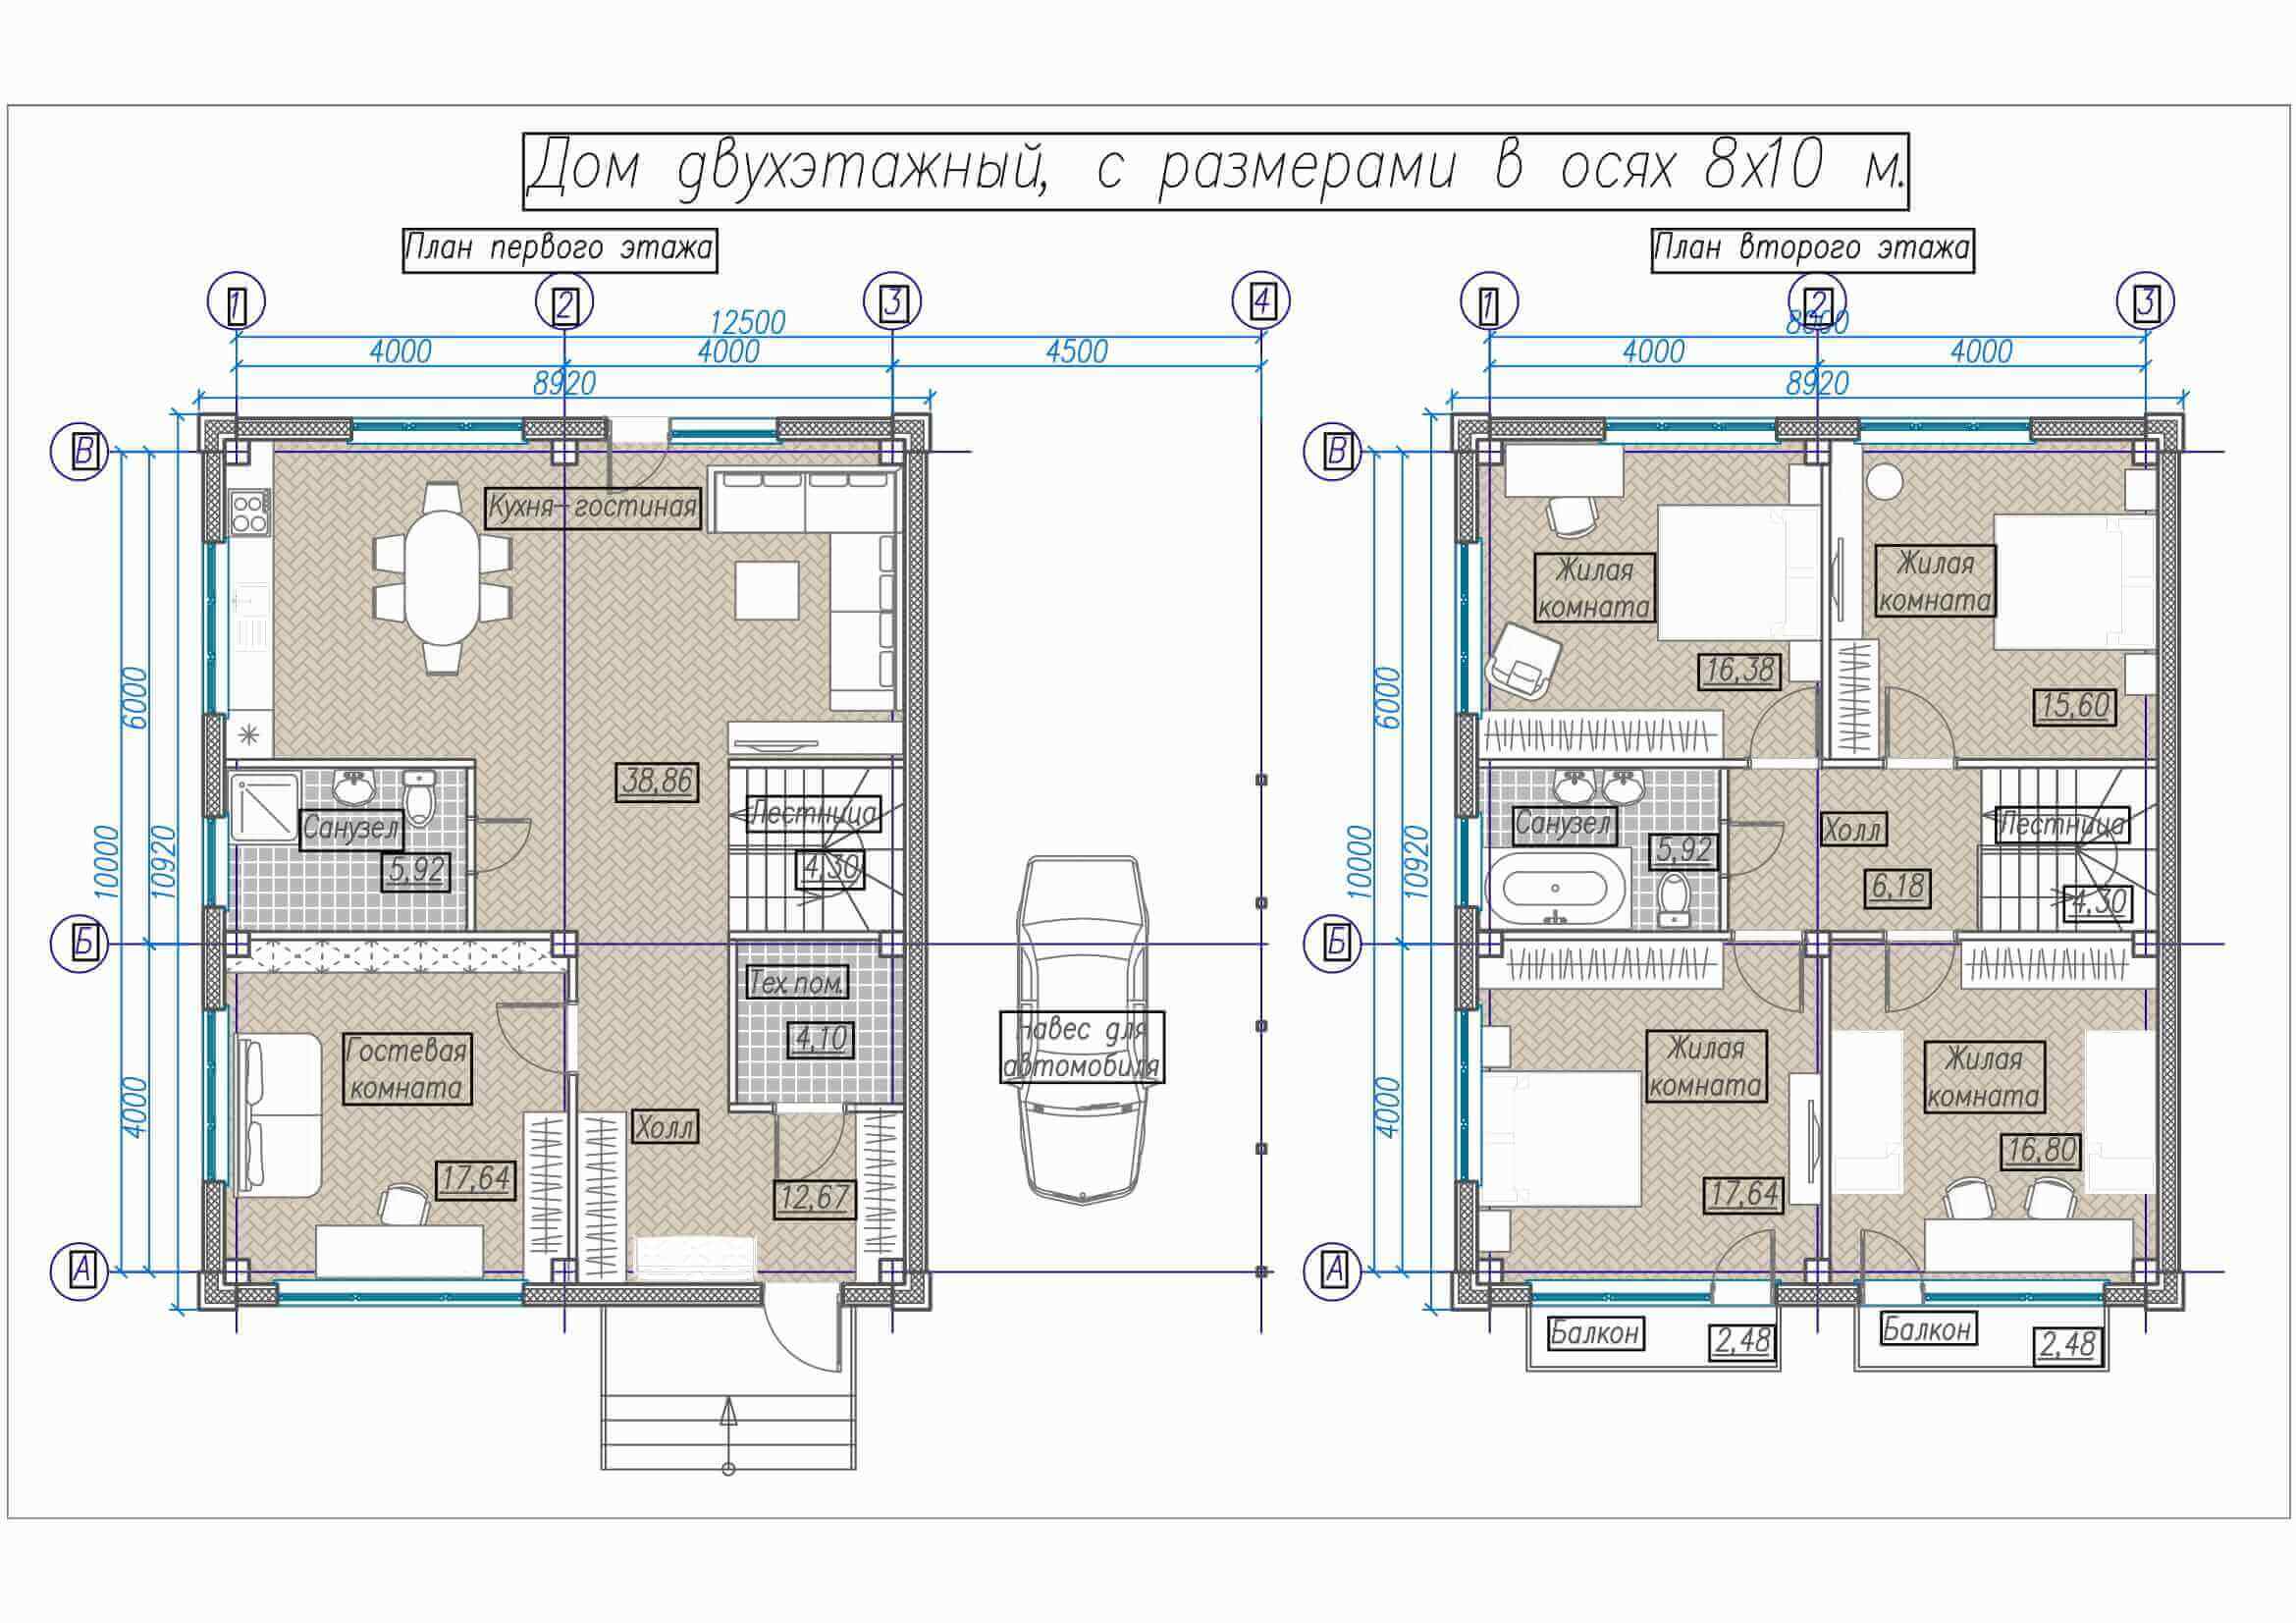 Дом двухэтажный, с размерами в осях 8х10 м.
План первого этажа
План второго этажа
1
2
3
4
1
2
3
12500
8000
4000
4000
4500
4000
4000
8920
8920
В
В
Кухня-гостиная
Жилая
комната
Жилая
комната
6000
6000
16,38
15,60
38,86
Лестница
Санузел
5,92
4,30
Санузел
5,92
Холл
6,18
Лестница
4,30
10000
10920
10000
10920
Б
Б
Тех.пом.
4,10
Навес для
автомобиля
Гостевая
комната
17,64
Холл
12,67
Жилая
комната
17,64
Жилая
комната
16,80
4000
4000
А
А
Балкон
2,48
Балкон
2,48